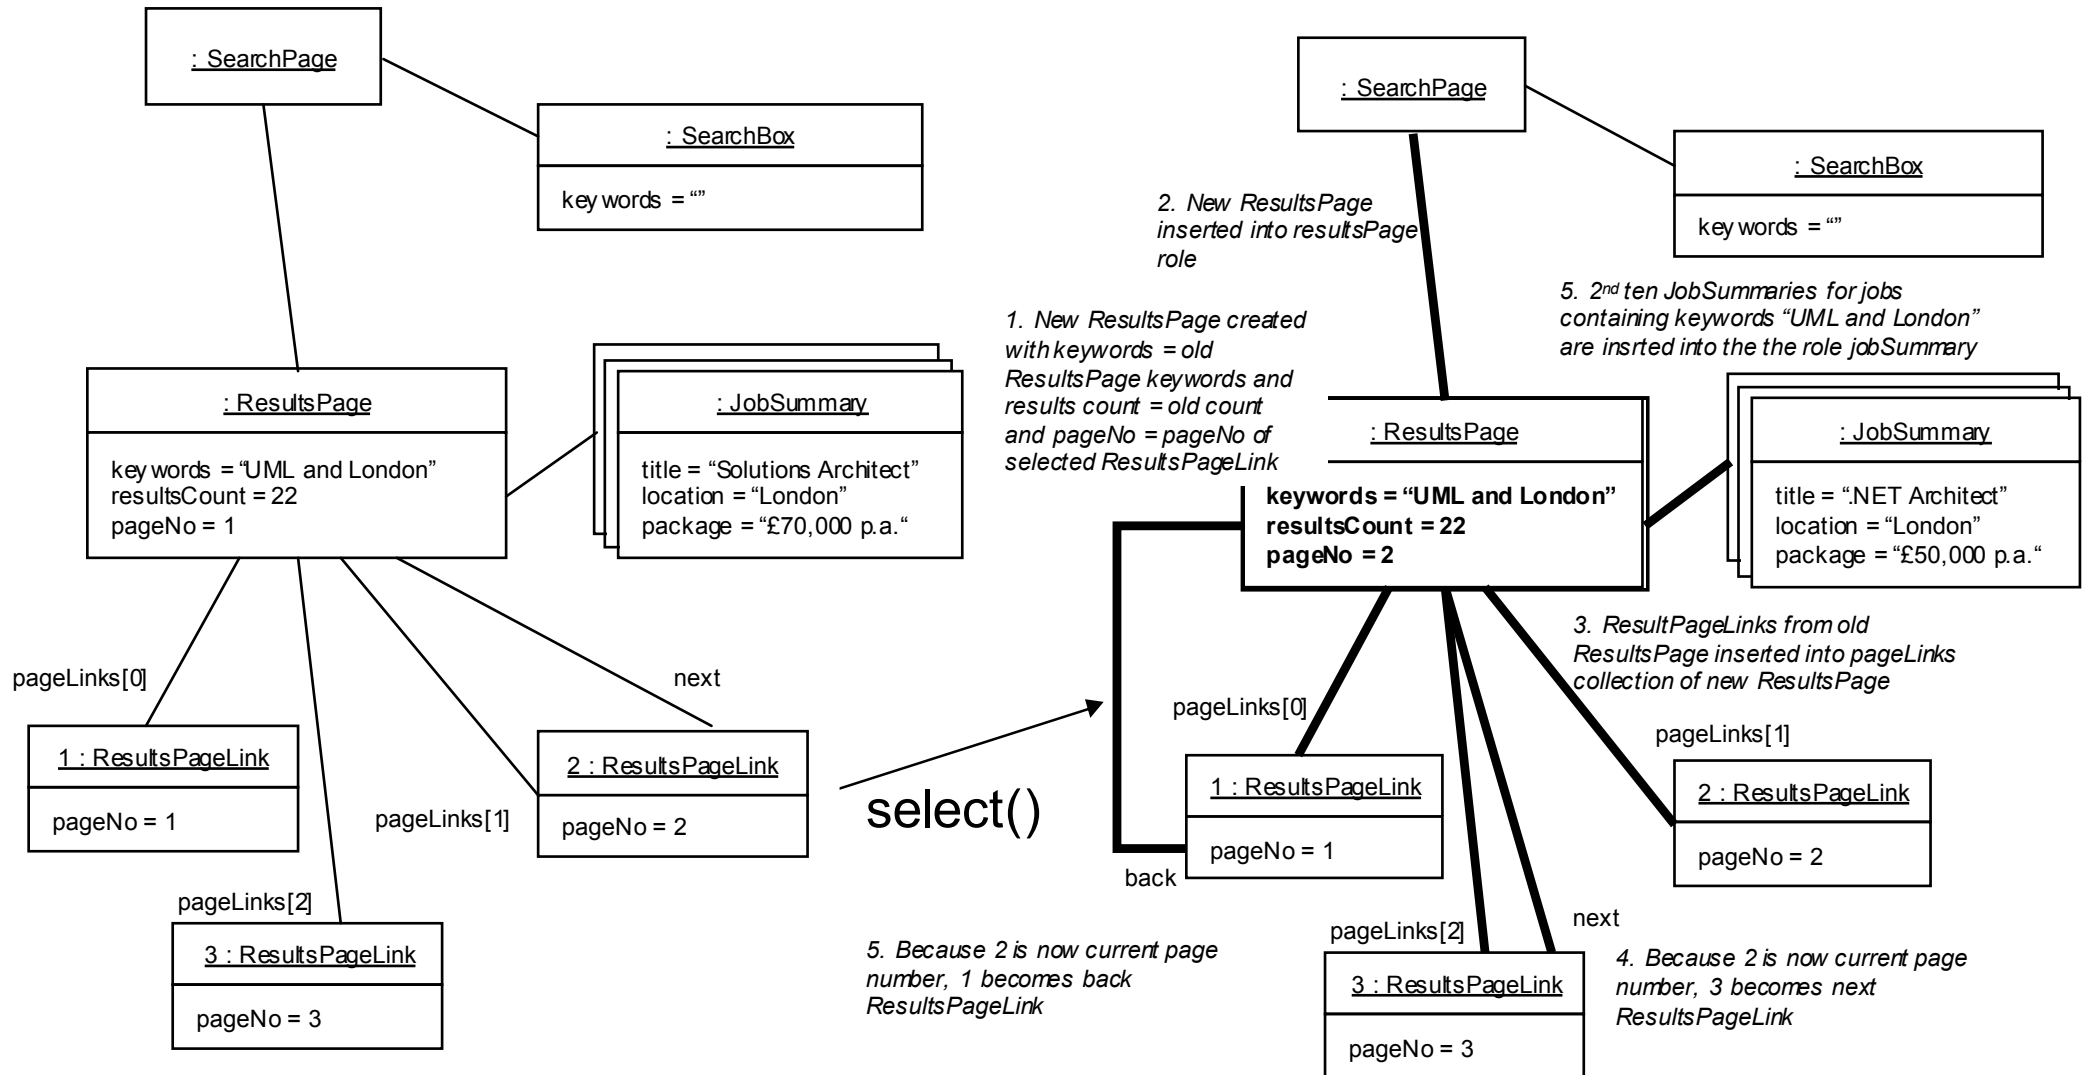 : SearchPage
: SearchBox
keywords = “”
: ResultsPage
keywords = “UML and London”
resultsCount = 22
pageNo = 1
: JobSummary
title = “Solutions Architect”
location = “London”
package = “£70,000 p.a.“
pageLinks[0]
next
1 : ResultsPageLink
pageNo = 1
pageLinks[1]
2 : ResultsPageLink
pageNo = 2
pageLinks[2]
3 : ResultsPageLink
pageNo = 3
select()
: SearchPage
: SearchBox
keywords = “”
2. New ResultsPage
inserted into resultsPage
role
1. New ResultsPage created
with keywords = old
ResultsPage keywords and
results count = old count
and pageNo = pageNo of
selected ResultsPageLink
5. 2nd ten JobSummaries for jobs
containing keywords “UML and London”
are insrted into the the role jobSummary
: ResultsPage
keywords = “UML and London”
resultsCount = 22
pageNo = 2
: JobSummary
title = “.NET Architect”
location = “London”
package = “£50,000 p.a.“
3. ResultPageLinks from old
ResultsPage inserted into pageLinks
collection of new ResultsPage
pageLinks[0]
1 : ResultsPageLink
pageNo = 1
back
pageLinks[1]
2 : ResultsPageLink
pageNo = 2
pageLinks[2]
next
3 : ResultsPageLink
pageNo = 3
5. Because 2 is now current page
number, 1 becomes back
ResultsPageLink
4. Because 2 is now current page
number, 3 becomes next
ResultsPageLink